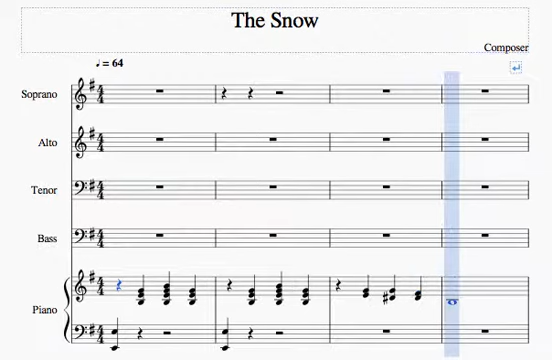 The Snow
Composer
♩ = 64
Soprano
Alto
Tenor
Bass
Piano